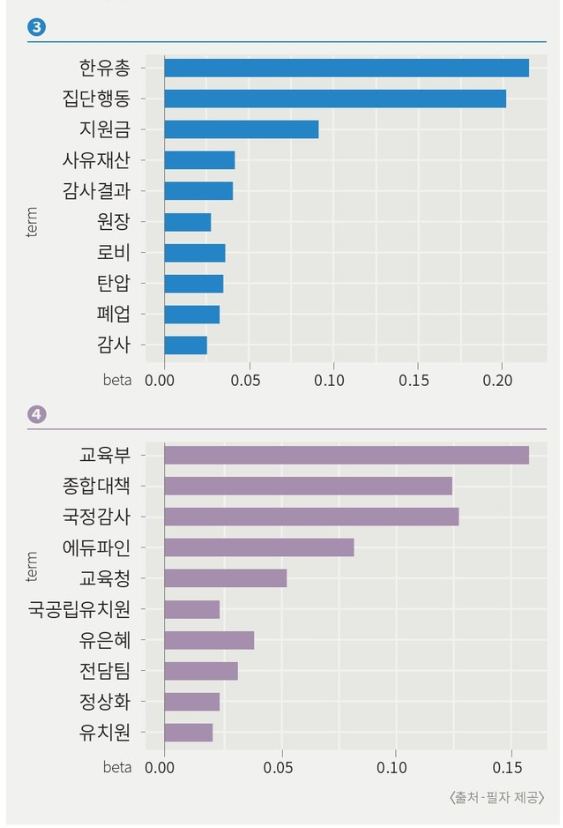 3
한유총
집단행동
지원금
사유재산
감사결과
원장
로비
탄압
폐업
감사
term
beta 0.00 0.05 0.10 0.15 0.20
4
교육부
종합대책
국정감사
에듀파인
교육청
국공립유치원
유은혜
전담팀
정상화
유치원
term
beta 0.00 0.05 0.10 0.15
〈출처-필자 제공〉